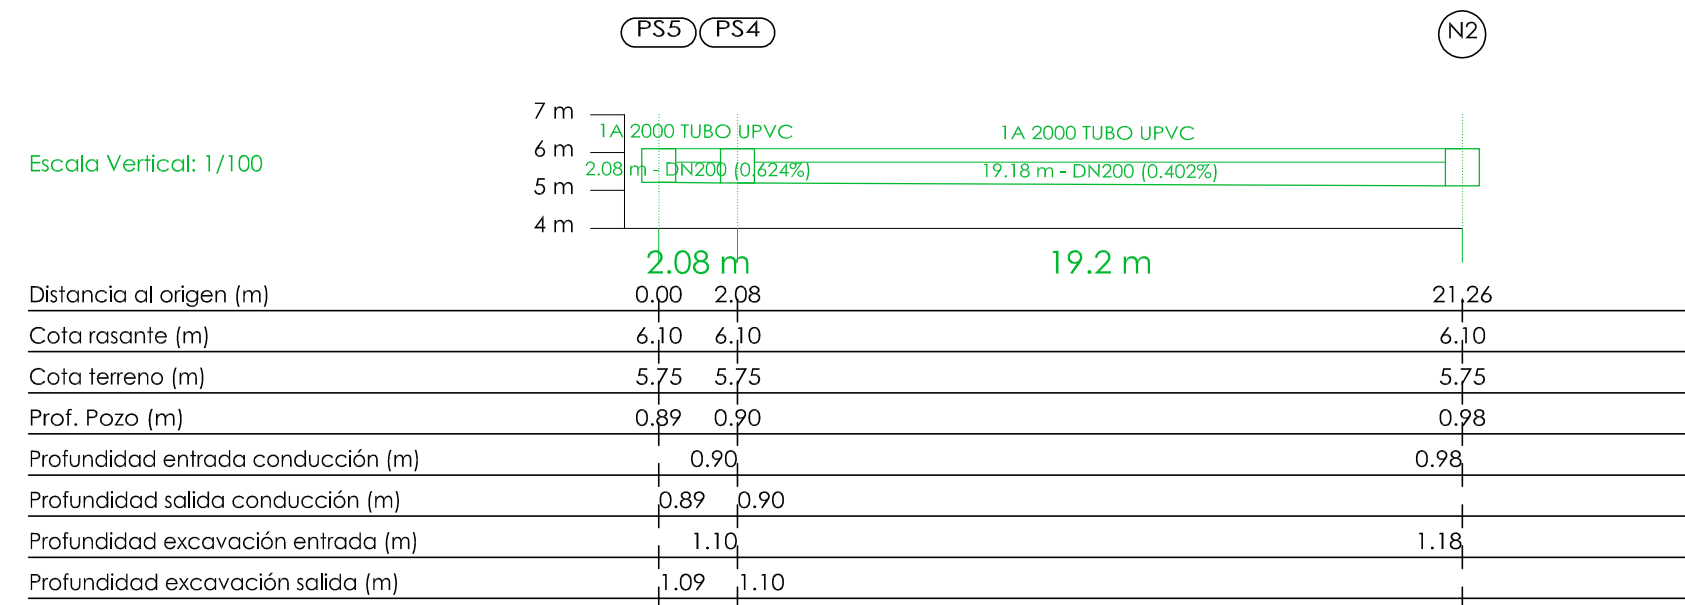 PS5 PS4 N2
7 m
1A 2000 TUBO UPVC 1A 2000 TUBO UPVC
6 m
Escala Vertical: 1/100
2.08 m - DN200 (0.624%) 19.18 m - DN200 (0.402%)
5 m
4 m
2.08 m 19.2 m
Distancia al origen (m) 0.00 2.08 21.26
Cota rasante (m) 6.10 6.10 6.10
Cota terreno (m) 5.75 5.75 5.75
Prof. Pozo (m) 0.89 0.90 0.98
Profundidad entrada conducción (m) 0.90 0.98
Profundidad salida conducción (m) 0.89 0.90
Profundidad excavación entrada (m) 1.10 1.18
Profundidad excavación salida (m) 1.09 1.10